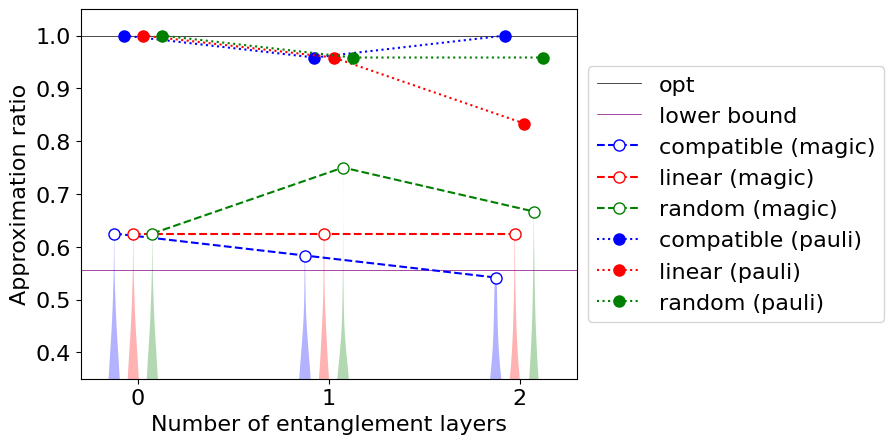 1.0
0.9
0.8
0.7
0.6
0.5
0.4
Approximation ratio
0 1 2
Number of entanglement layers
opt
lower bound
compatible (magic)
linear (magic)
random (magic)
compatible (pauli)
linear (pauli)
random (pauli)